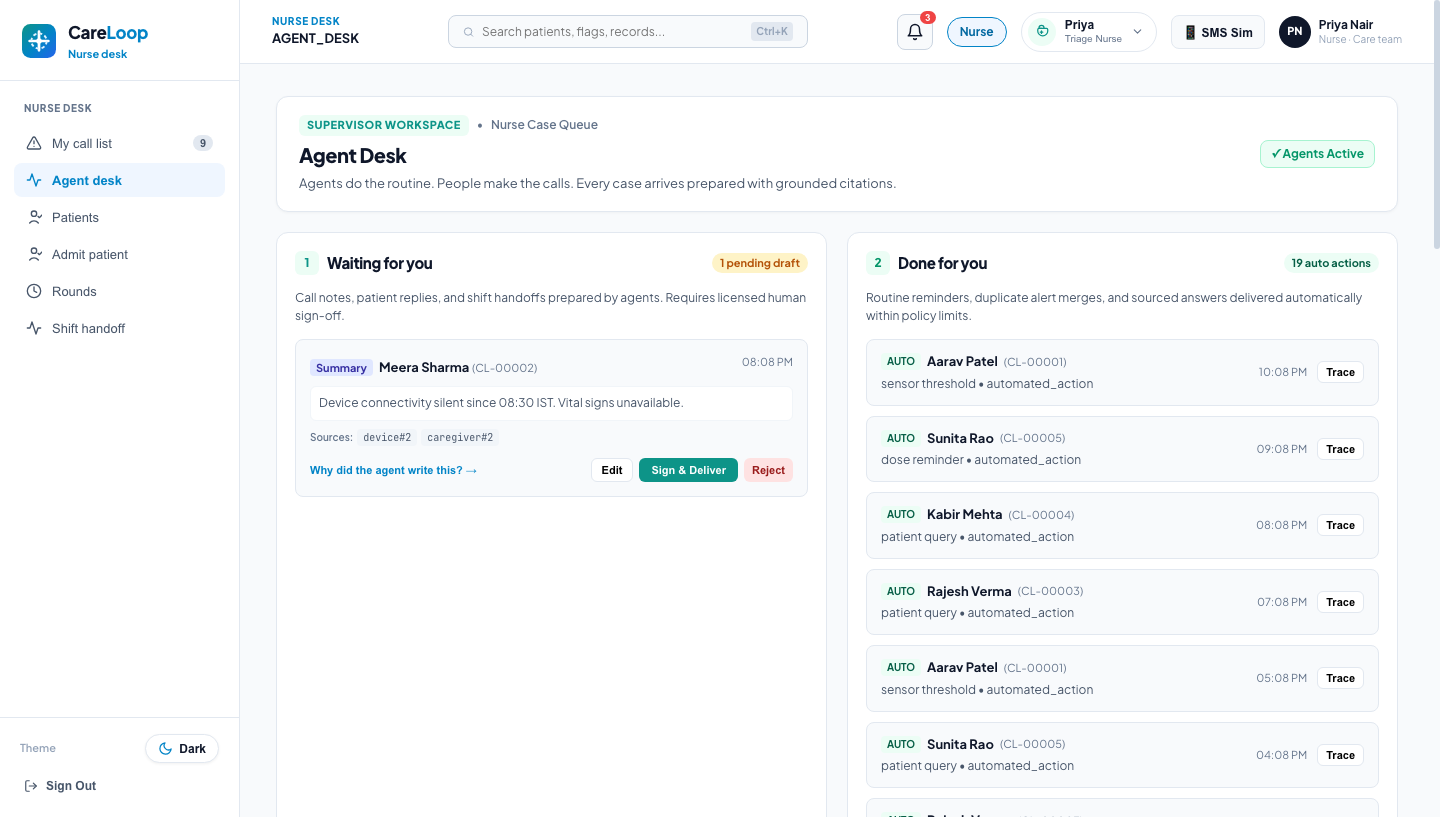 CareLoop
Nurse desk
NURSE DESK
My call list 9
Agent desk
Patients
Admit patient
Rounds
Shift handoff
Theme
Dark
Sign Out
NURSE DESK
AGENT_DESK
Search patients, flags, records...
Ctrl+K
3
Nurse
Priya
Triage Nurse
SMS Sim
PN
Priya Nair
Nurse · Care team
SUPERVISOR WORKSPACE • Nurse Case Queue
Agent Desk
✓Agents Active
Agents do the routine. People make the calls. Every case arrives prepared with grounded citations.
1 Waiting for you
1 pending draft
Call notes, patient replies, and shift handoffs prepared by agents. Requires licensed human
sign-off.
Summary Meera Sharma (CL-00002) 08:08 PM
Device connectivity silent since 08:30 IST. Vital signs unavailable.
Sources: device#2 caregiver#2
Why did the agent write this? →
Edit
Sign & Deliver
Reject
2 Done for you
19 auto actions
Routine reminders, duplicate alert merges, and sourced answers delivered automatically
within policy limits.
AUTO Aarav Patel (CL-00001)
sensor threshold • automated_action
10:08 PM Trace
AUTO Sunita Rao (CL-00005)
dose reminder • automated_action
09:08 PM Trace
AUTO Kabir Mehta (CL-00004)
patient query • automated_action
08:08 PM Trace
AUTO Rajesh Verma (CL-00003)
patient query • automated_action
07:08 PM Trace
AUTO Aarav Patel (CL-00001)
sensor threshold • automated_action
05:08 PM Trace
AUTO Sunita Rao (CL-00005)
patient query • automated_action
04:08 PM Trace